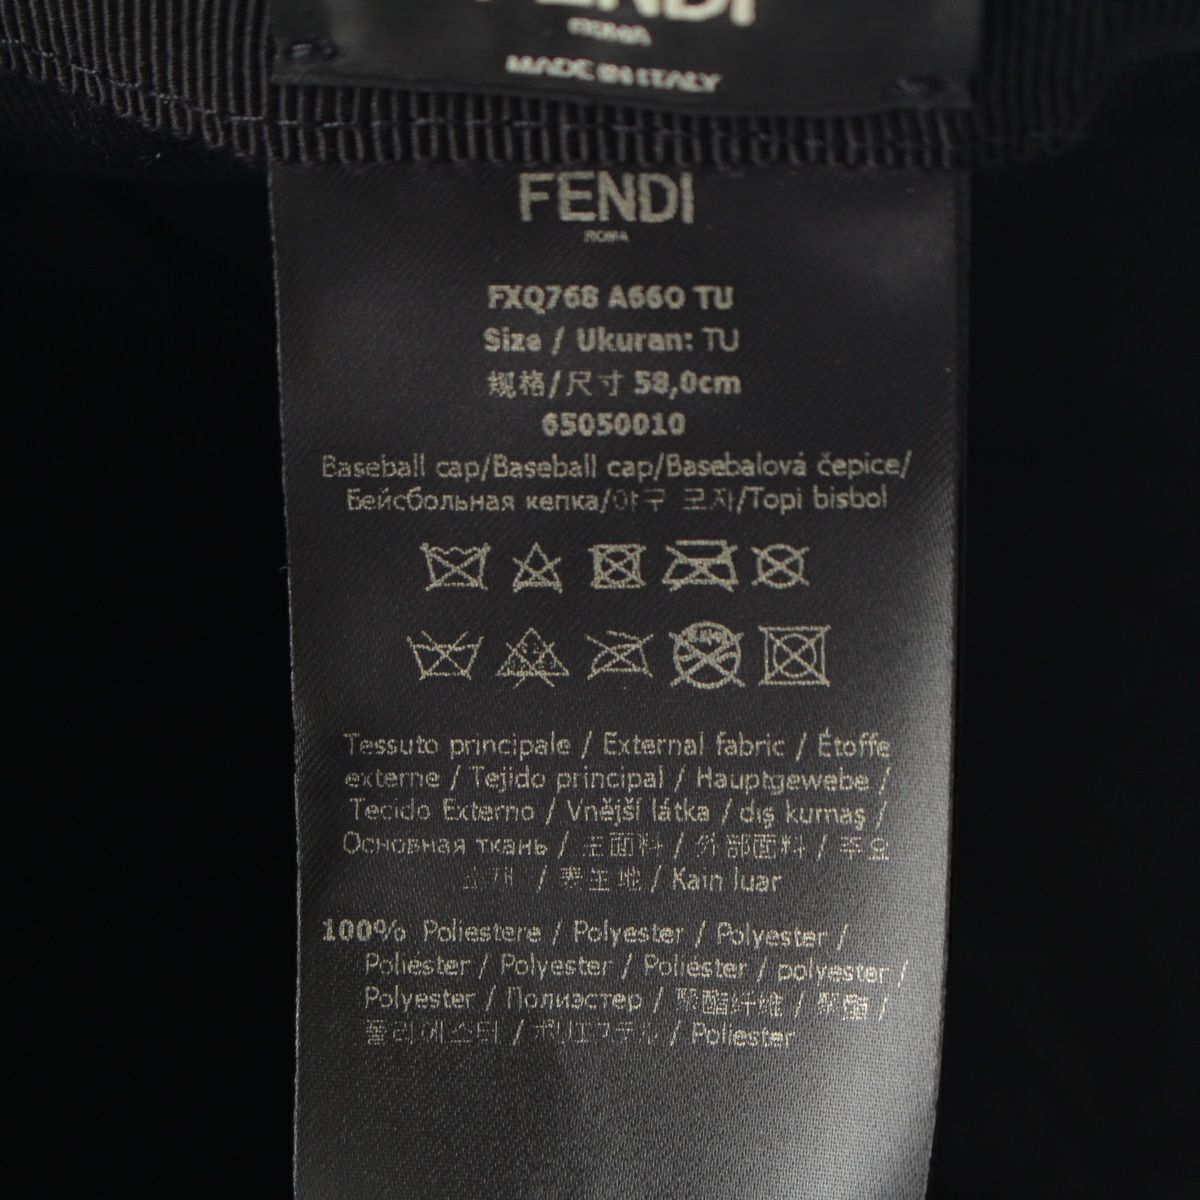 FENDI
ROMA
MADE IN ITALY
FENDI
ROMA
FXQ768 A660 TU
Size / Ukuran: TU
规格/尺寸 58,0cm
65050010
Baseball cap/Baseball cap/Basebalová čepice/
Бейсбольная кепка/야구 모자/Topi bisbol
Tessuto principale / External fabric / Étoffe
externe / Tejido principal / Hauptgewebe /
Tecido Externo / Vnější látka / dış kumaş /
Основная ткань / 主面料 / 外部面料 / 주요
소재 / 表生地 / Kain luar
100% Poliestere / Polyester / Polyester /
Poliéster / Polyester / Poliéster / polyester /
Polyester / Полиэстер / 聚酯纤维 / 聚酯 /
폴리에스터 / ポリエステル / Poliester